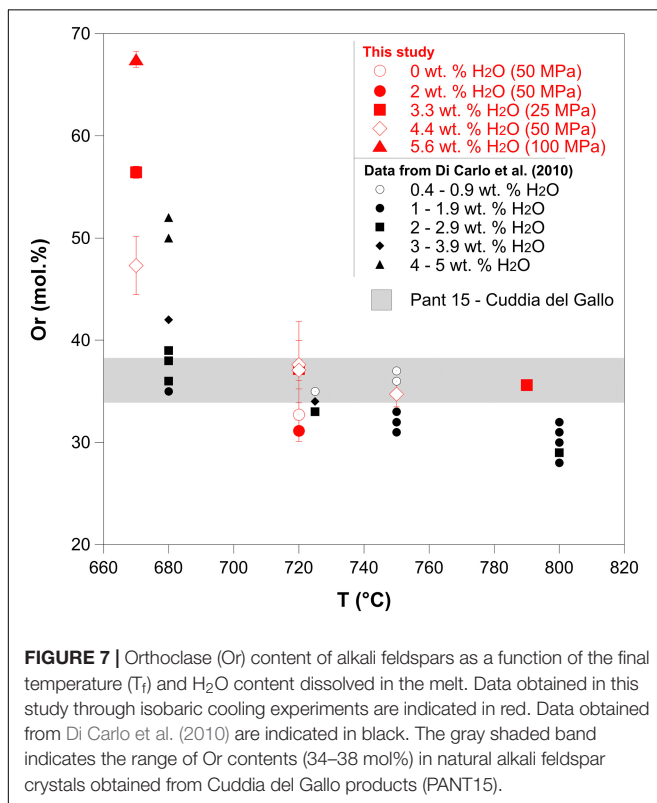 70
60
50
40
30
20
Or (mol.%)
660 680 700 720 740 760 780 800 820
T (°C)
This study
0 wt. % H2O (50 MPa)
2 wt. % H2O (50 MPa)
3.3 wt. % H2O (25 MPa)
4.4 wt. % H2O (50 MPa)
5.6 wt. % H2O (100 MPa)
Data from Di Carlo et al. (2010)
0.4 - 0.9 wt. % H2O
1 - 1.9 wt. % H2O
2 - 2.9 wt. % H2O
3 - 3.9 wt. % H2O
4 - 5 wt. % H2O
Pant 15 - Cuddia del Gallo
FIGURE 7 | Orthoclase (Or) content of alkali feldspars as a function of the final
temperature (Tf) and H2O content dissolved in the melt. Data obtained in this
study through isobaric cooling experiments are indicated in red. Data obtained
from Di Carlo et al. (2010) are indicated in black. The gray shaded band
indicates the range of Or contents (34–38 mol%) in natural alkali feldspar
crystals obtained from Cuddia del Gallo products (PANT15).